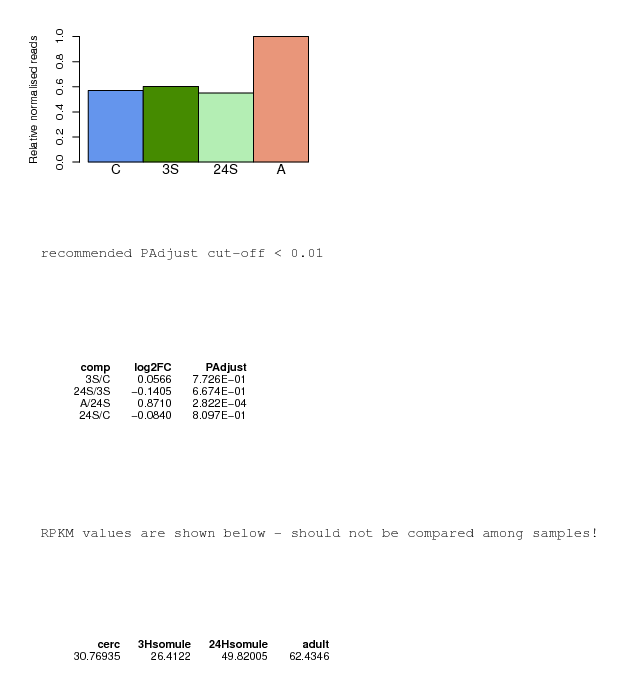 Relative normalised reads
1.0
0.8
0.6
0.4
0.2
0.0
C 3S 24S A
recommended PAdjust cut-off < 0.01
comp log2FC PAdjust
3S/C 0.0566 7.726E−01
24S/3S −0.1405 6.674E−01
A/24S 0.8710 2.822E−04
24S/C −0.0840 8.097E−01
RPKM values are shown below - should not be compared among samples!
cerc 3Hsomule 24Hsomule adult
30.76935 26.4122 49.82005 62.4346